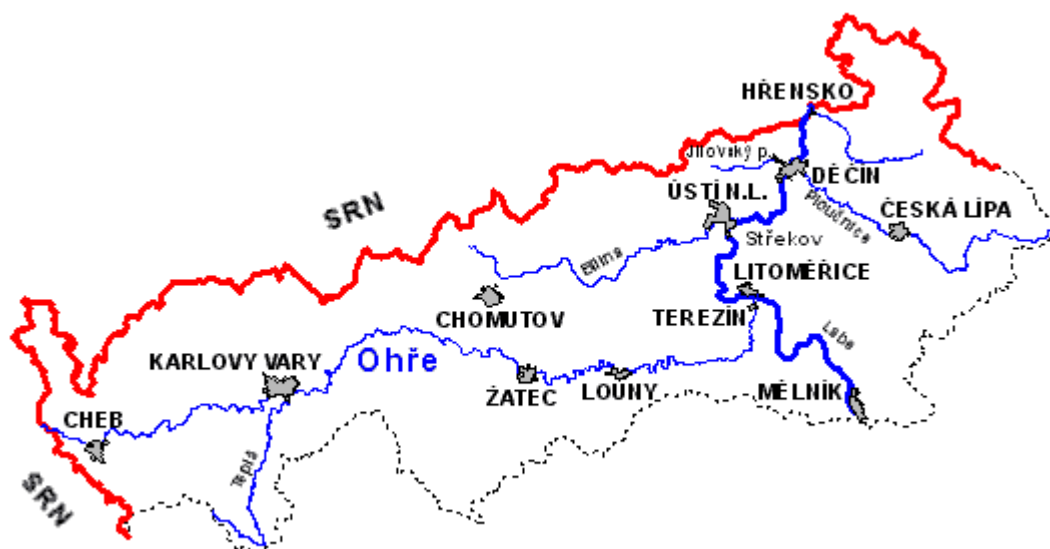 HŘENSKO
Jílovský p.
DĚČÍN
ÚSTÍ N.L.
Ploučnice
ČESKÁ LÍPA
SRN
Střekov
Bílina
LITOMĚŘICE
CHOMUTOV
TEREZÍN
Labe
KARLOVY VARY
Ohře
ŽATEC
LOUNY
MĚLNÍK
CHEB
Teplá
SRN